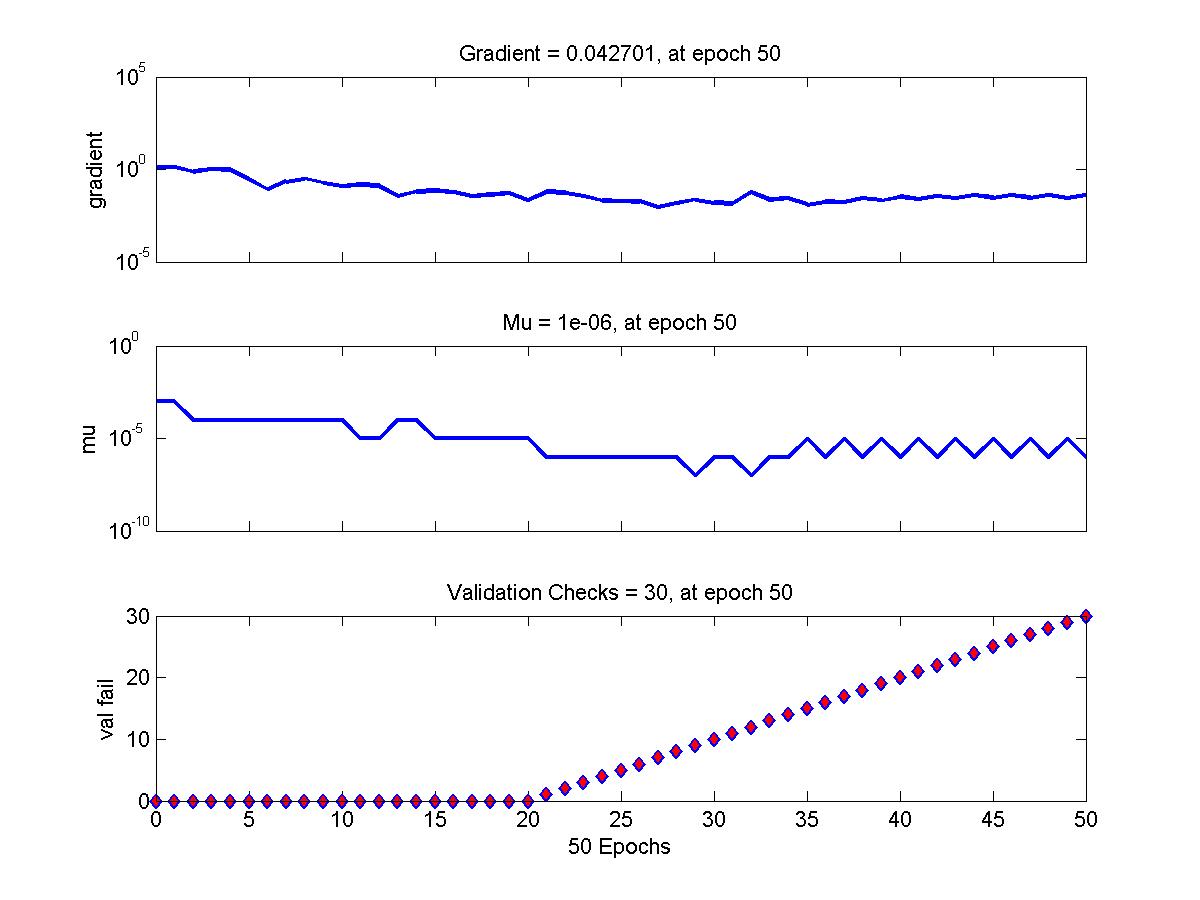 Gradient = 0.042701, at epoch 50
10^5
10^0
10^-5
gradient
Mu = 1e-06, at epoch 50
10^0
10^-5
10^-10
mu
Validation Checks = 30, at epoch 50
30
20
10
0
val fail
0 5 10 15 20 25 30 35 40 45 50
50 Epochs